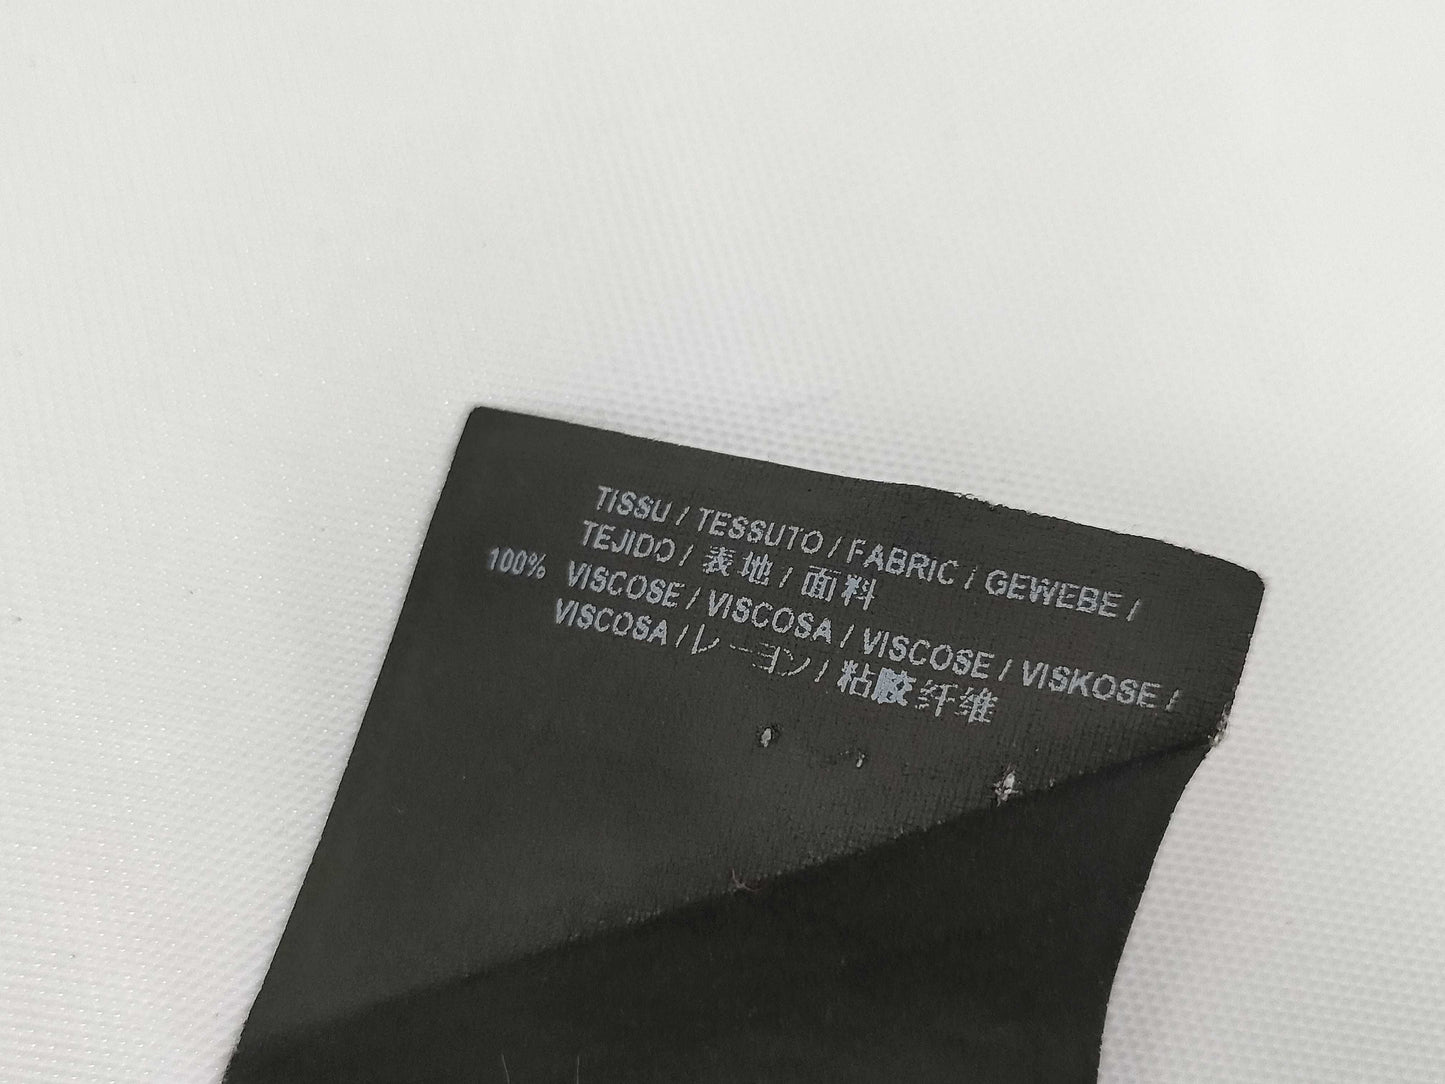 TISSU / TESSUTO / FABRIC / GEWEBE /
TEJIDO / 表地 / 面料
100% VISCOSE / VISCOSA / VISCOSE / VISKOSE /
VISCOSA / レーヨン / 粘胶纤维